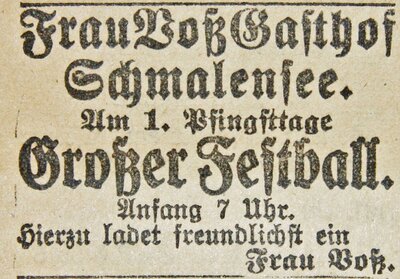 Frau Voß Gasthof
Schmalensee.
Am 1. Pfingsttage
Großer Festball.
Anfang 7 Uhr.
Hierzu ladet freundlichst ein
Frau Voß.